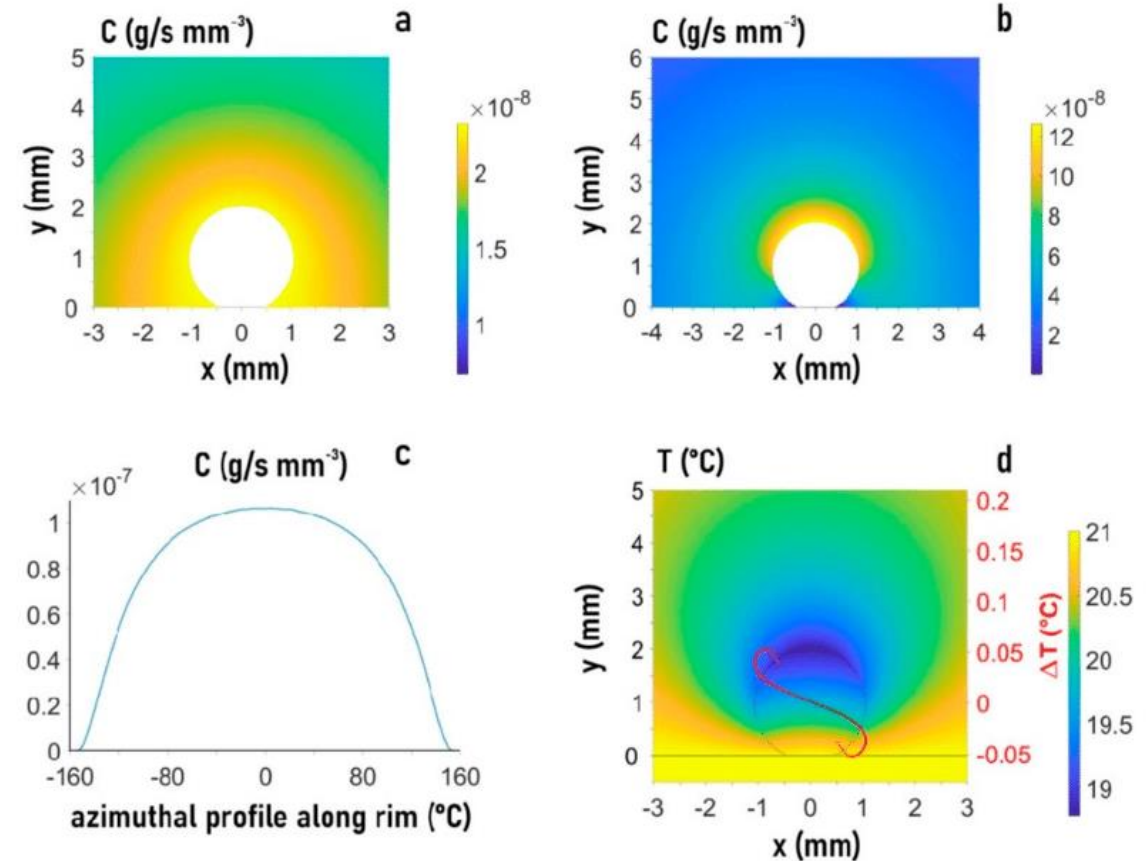 C (g/s mm⁻³)
a
×10⁻⁸
5
4
3
2
1
0
y (mm)
-3 -2 -1 0 1 2 3
x (mm)
2
1.5
1
C (g/s mm⁻³)
b
×10⁻⁸
6
5
4
3
2
1
0
y (mm)
-4 -3 -2 -1 0 1 2 3 4
x (mm)
12
10
8
6
4
2
C (g/s mm⁻³)
c
×10⁻⁷
1
0.8
0.6
0.4
0.2
0
-160 -80 0 80 160
azimuthal profile along rim (°C)
T (°C)
d
5
4
3
2
1
0
y (mm)
-3 -2 -1 0 1 2 3
x (mm)
0.2
0.15
0.1
0.05
0
-0.05
ΔT (°C)
21
20.5
20
19.5
19